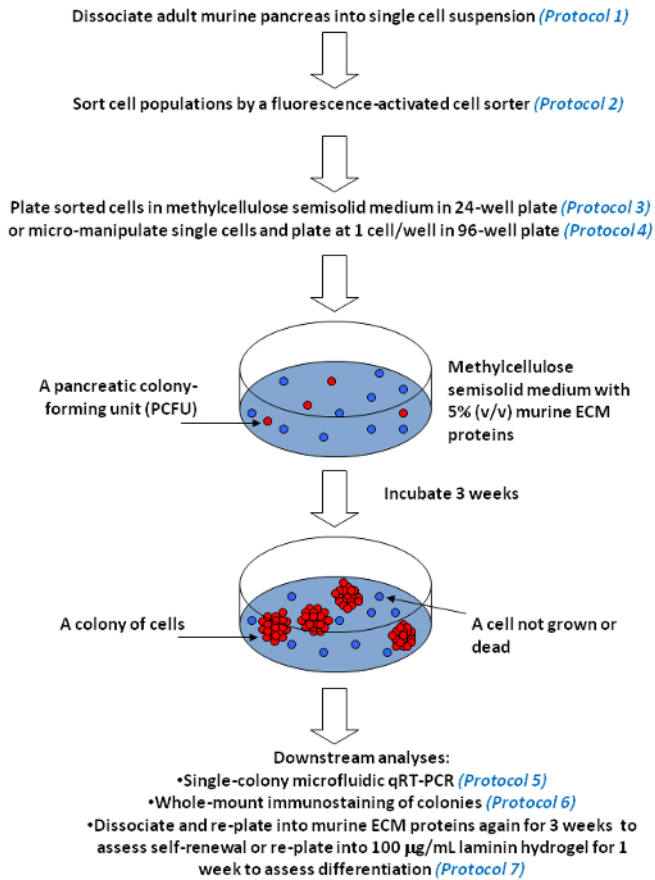 Dissociate adult murine pancreas into single cell suspension (Protocol 1)
Sort cell populations by a fluorescence-activated cell sorter (Protocol 2)
Plate sorted cells in methylcellulose semisolid medium in 24-well plate (Protocol 3)
or micro-manipulate single cells and plate at 1 cell/well in 96-well plate (Protocol 4)
A pancreatic colony-
forming unit (PCFU)
Methylcellulose
semisolid medium with
5% (v/v) murine ECM
proteins
Incubate 3 weeks
A colony of cells
A cell not grown or
dead
Downstream analyses:
•Single-colony microfluidic qRT-PCR (Protocol 5)
•Whole-mount immunostaining of colonies (Protocol 6)
•Dissociate and re-plate into murine ECM proteins again for 3 weeks to
assess self-renewal or re-plate into 100 μg/mL laminin hydrogel for 1
week to assess differentiation (Protocol 7)